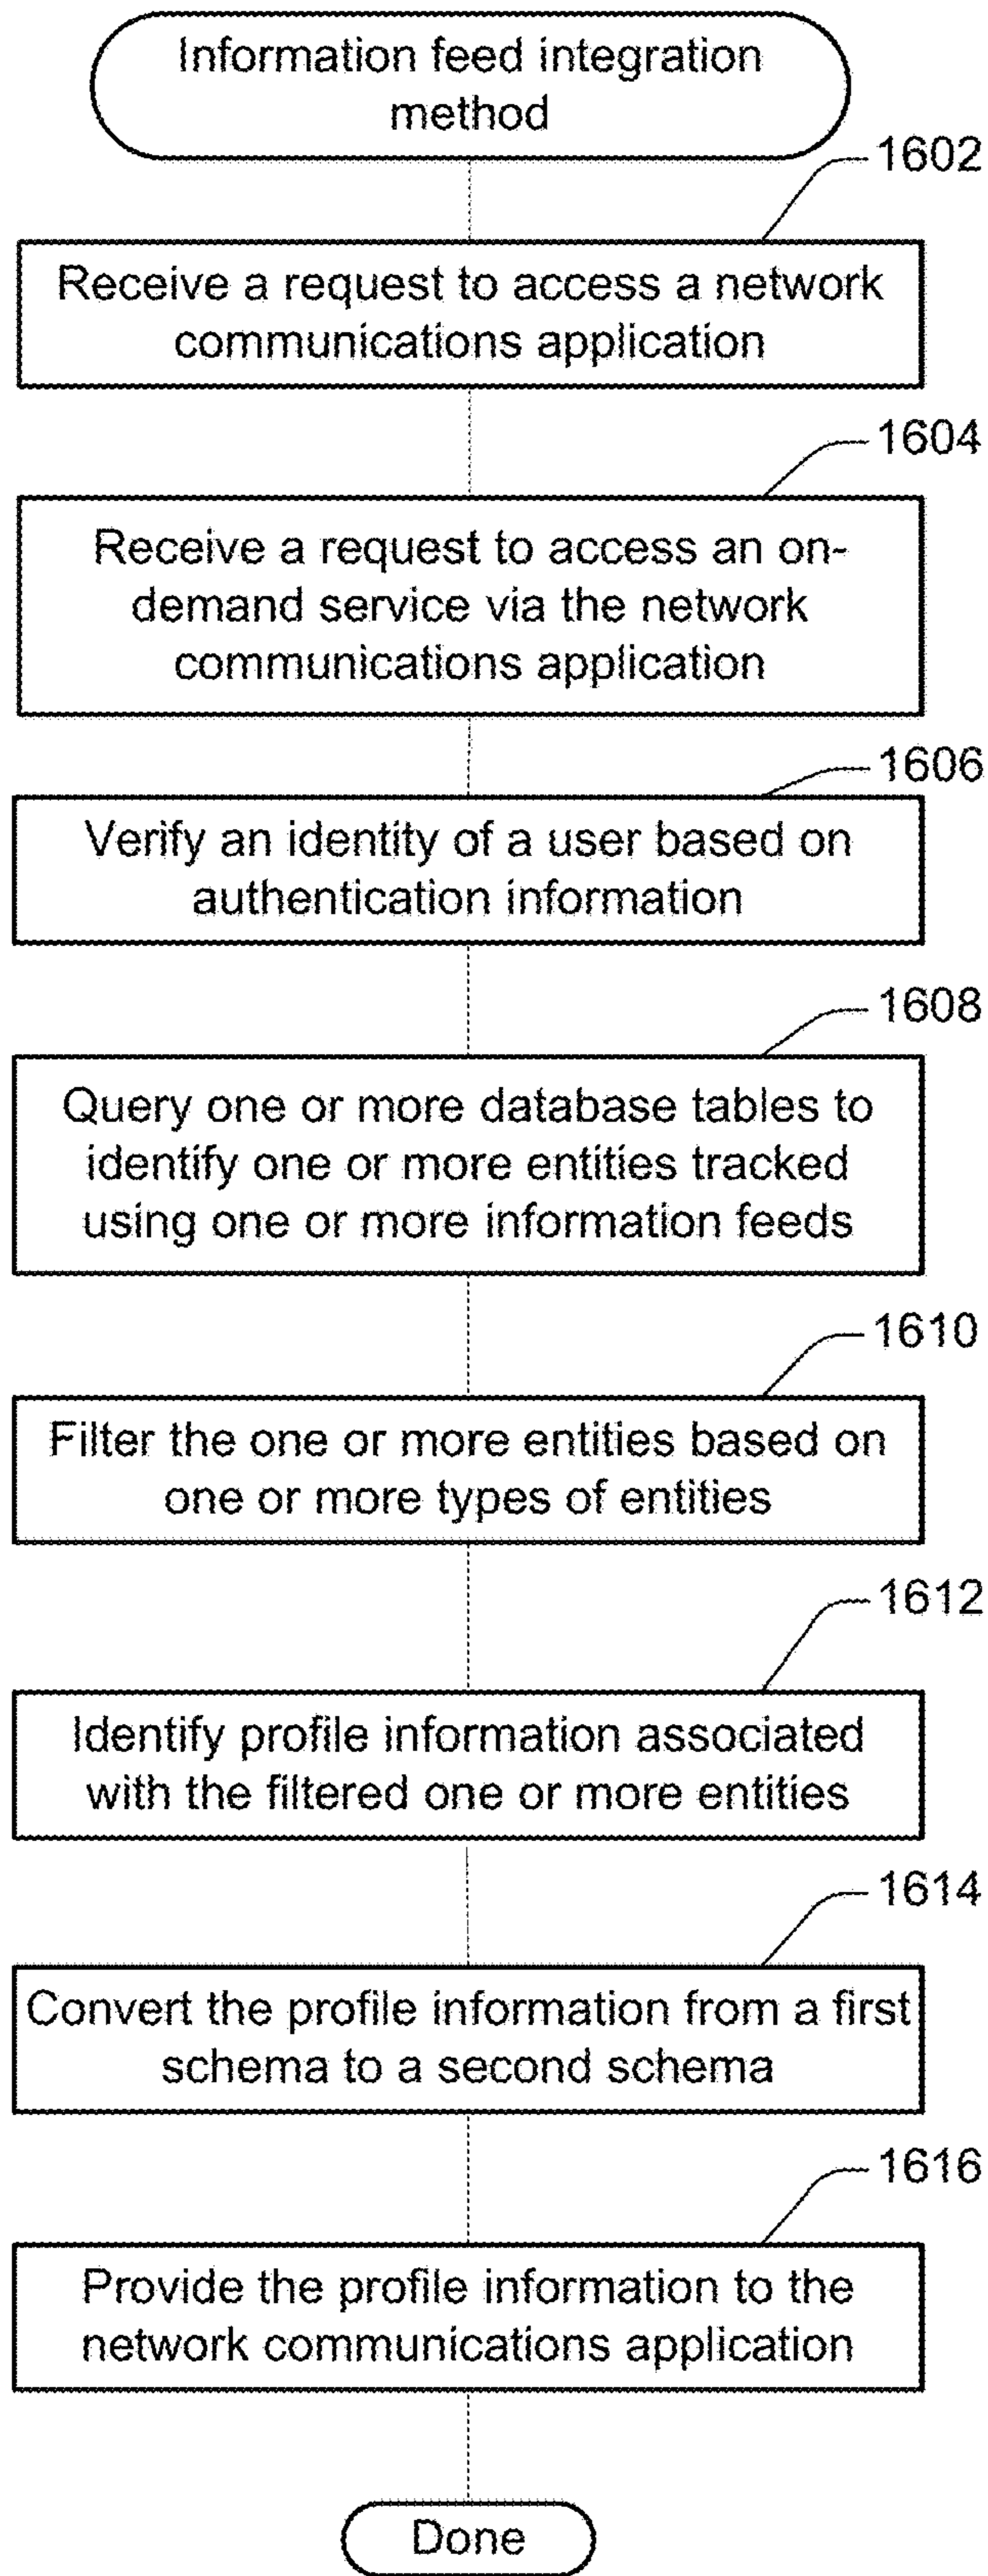 Information feed integration
method
1602
Receive a request to access a network
communications application
1604
Receive a request to access an on-
demand service via the network
communications application
1606
Verify an identity of a user based on
authentication information
1608
Query one or more database tables to
identify one or more entities tracked
using one or more information feeds
1610
Filter the one or more entities based on
one or more types of entities
1612
Identify profile information associated
with the filtered one or more entities
1614
Convert the profile information from a first
schema to a second schema
1616
Provide the profile information to the
network communications application
Done